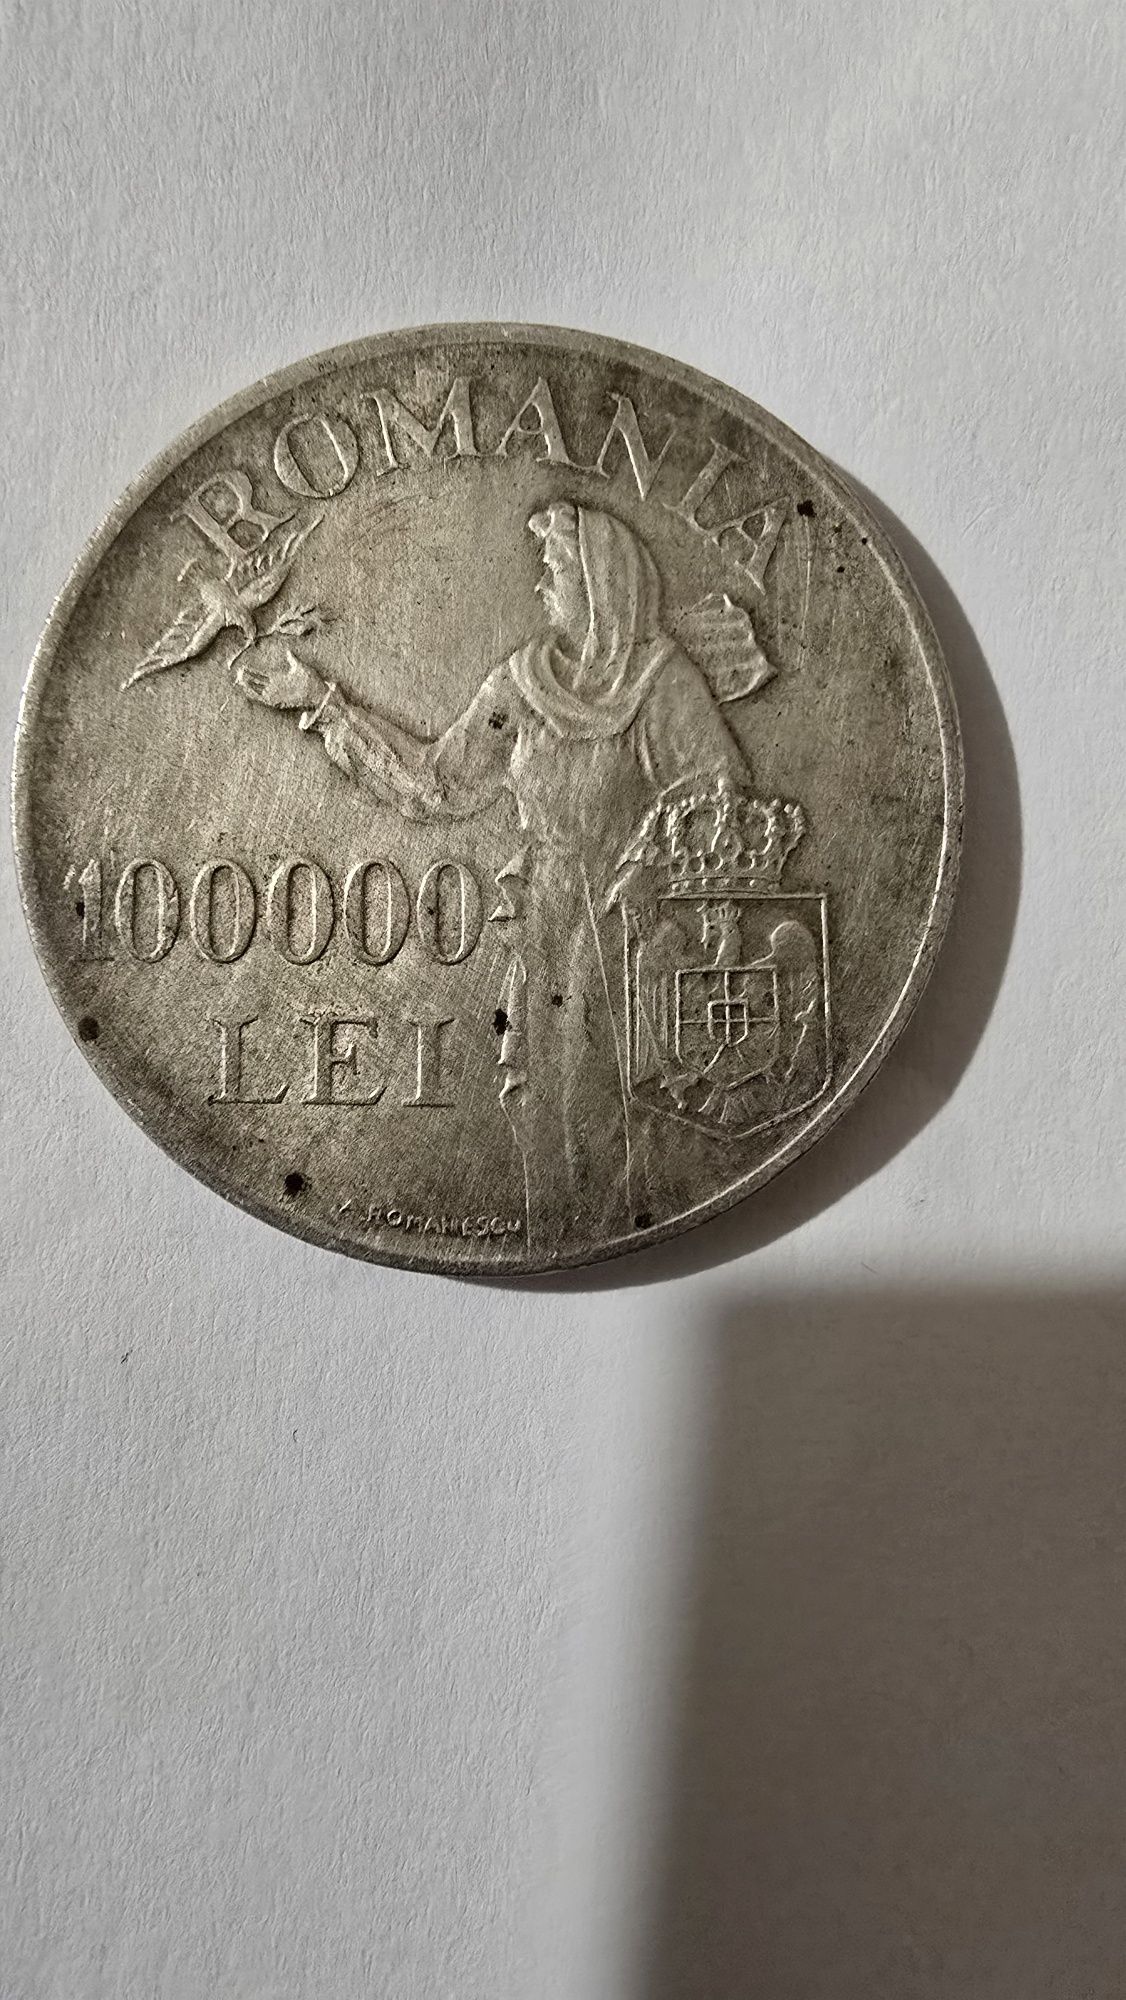 ROMANIA
100000
LEI
A. ROMANESCU